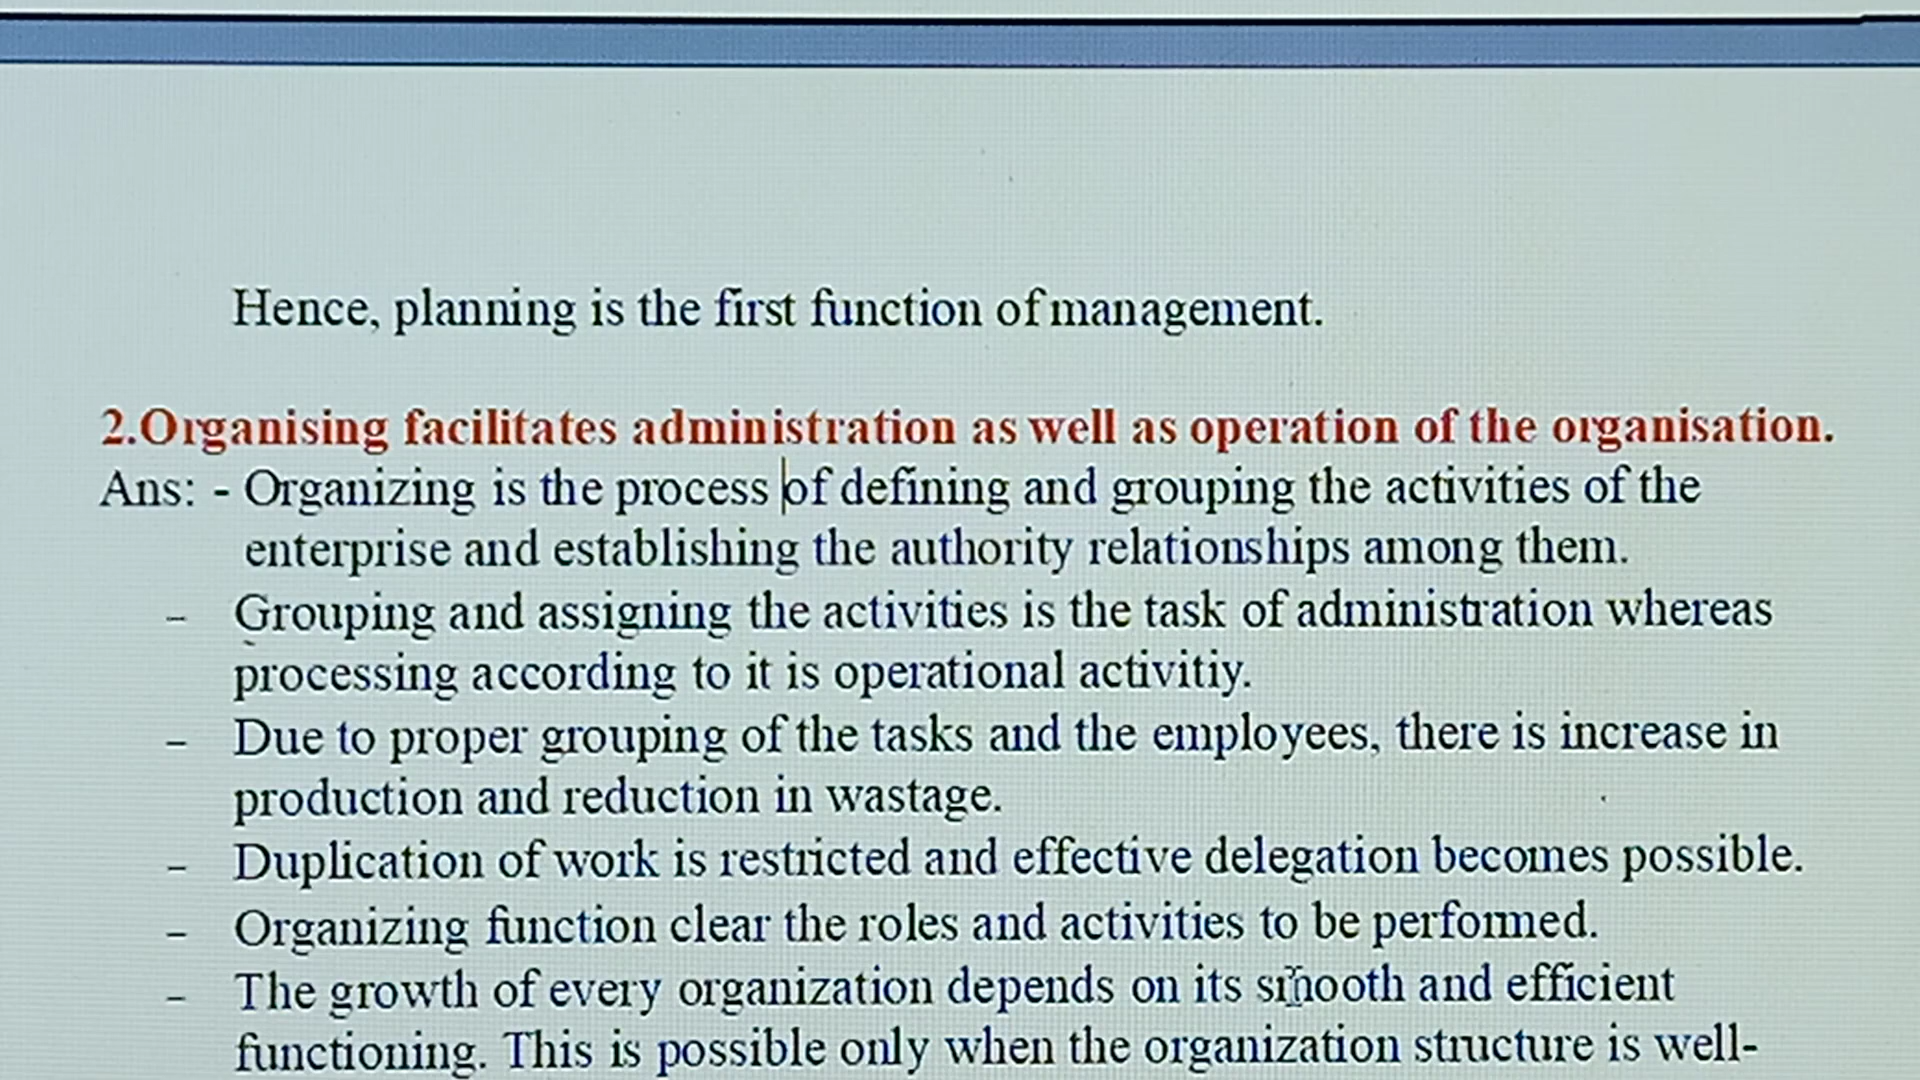 Hence, planning is the first function of management.
2.Organising facilitates administration as well as operation of the organisation.
Ans: - Organizing is the process of defining and grouping the activities of the
enterprise and establishing the authority relationships among them.
- Grouping and assigning the activities is the task of administration whereas
processing according to it is operational activitiy.
- Due to proper grouping of the tasks and the employees, there is increase in
production and reduction in wastage.
- Duplication of work is restricted and effective delegation becomes possible.
- Organizing function clear the roles and activities to be performed.
- The growth of every organization depends on its smooth and efficient
functioning. This is possible only when the organization structure is well-